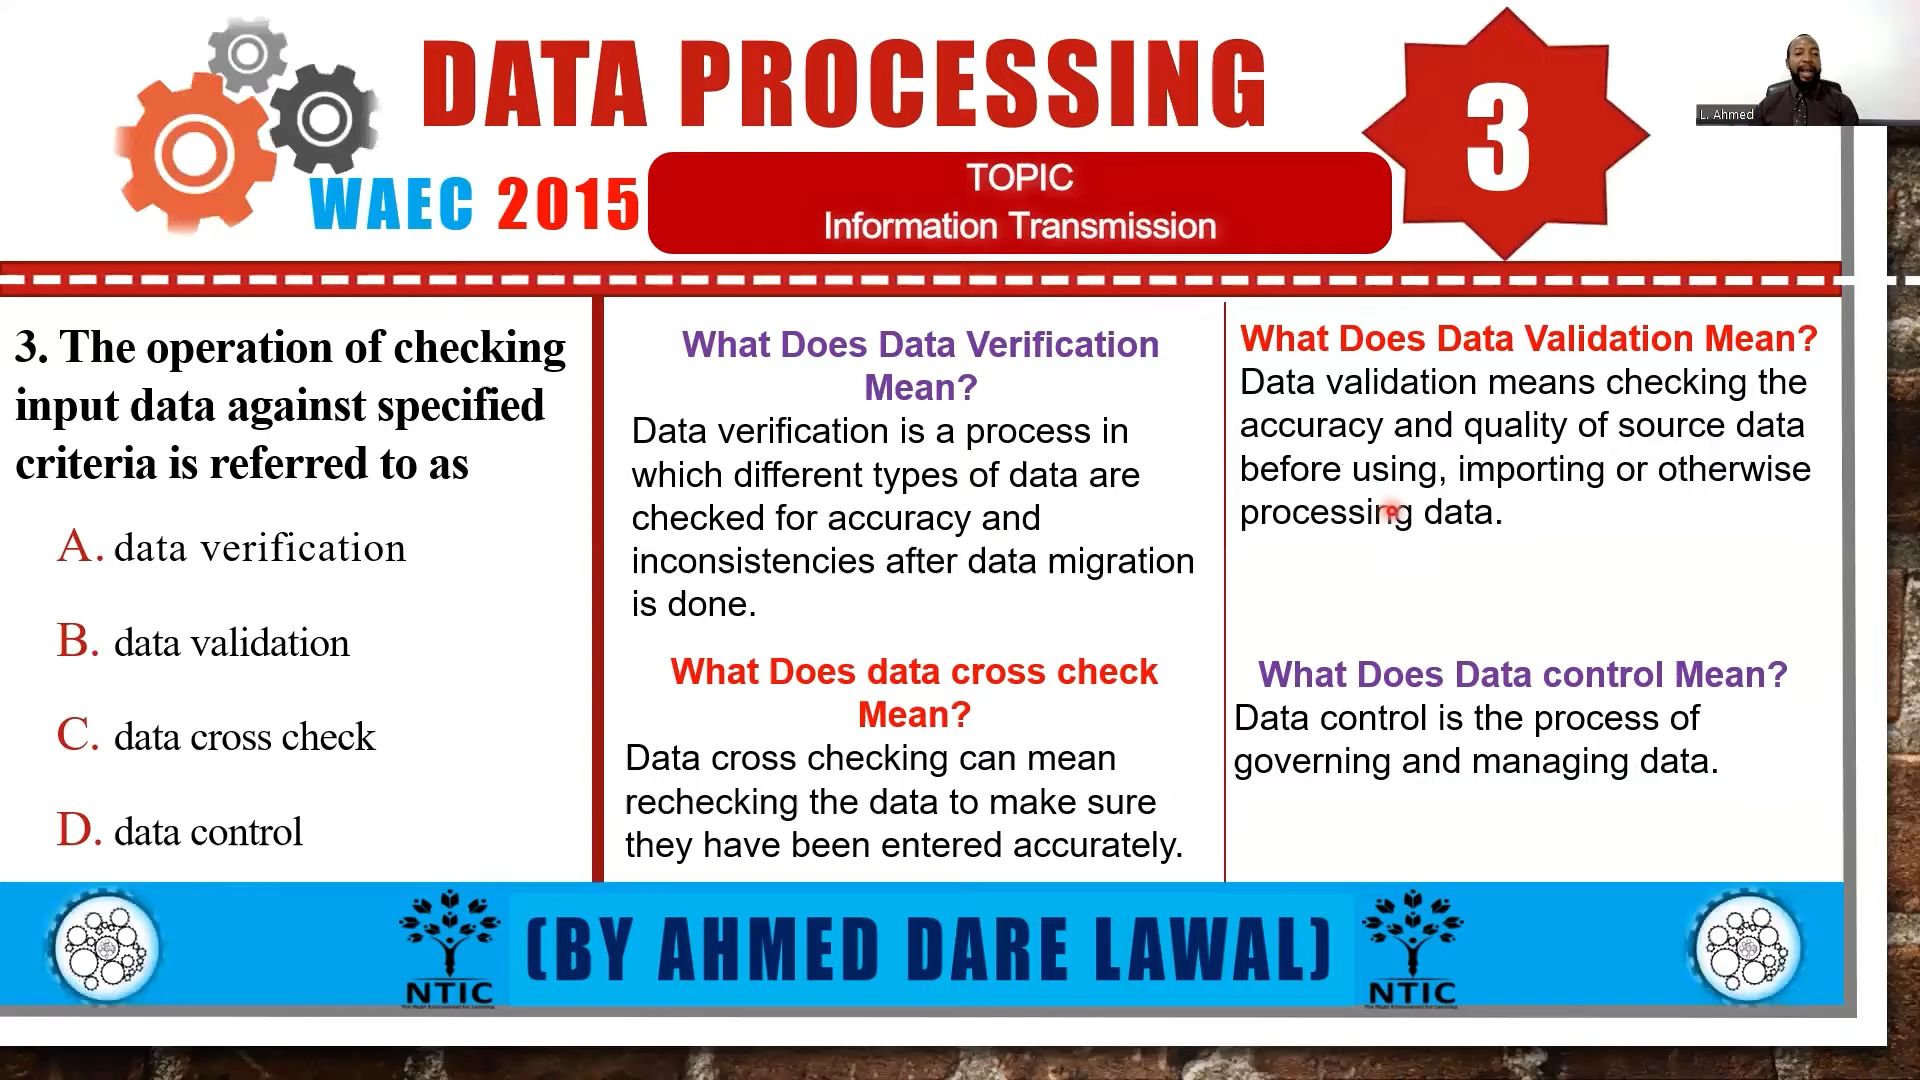 DATA PROCESSING
3
L. Ahmed
WAEC 2015
TOPIC
Information Transmission
3. The operation of checking
input data against specified
criteria is referred to as
A. data verification
B. data validation
C. data cross check
D. data control
What Does Data Verification
Mean?
Data verification is a process in
which different types of data are
checked for accuracy and
inconsistencies after data migration
is done.
What Does data cross check
Mean?
Data cross checking can mean
rechecking the data to make sure
they have been entered accurately.
What Does Data Validation Mean?
Data validation means checking the
accuracy and quality of source data
before using, importing or otherwise
processing data.
What Does Data control Mean?
Data control is the process of
governing and managing data.
NTIC
(BY AHMED DARE LAWAL)
NTIC